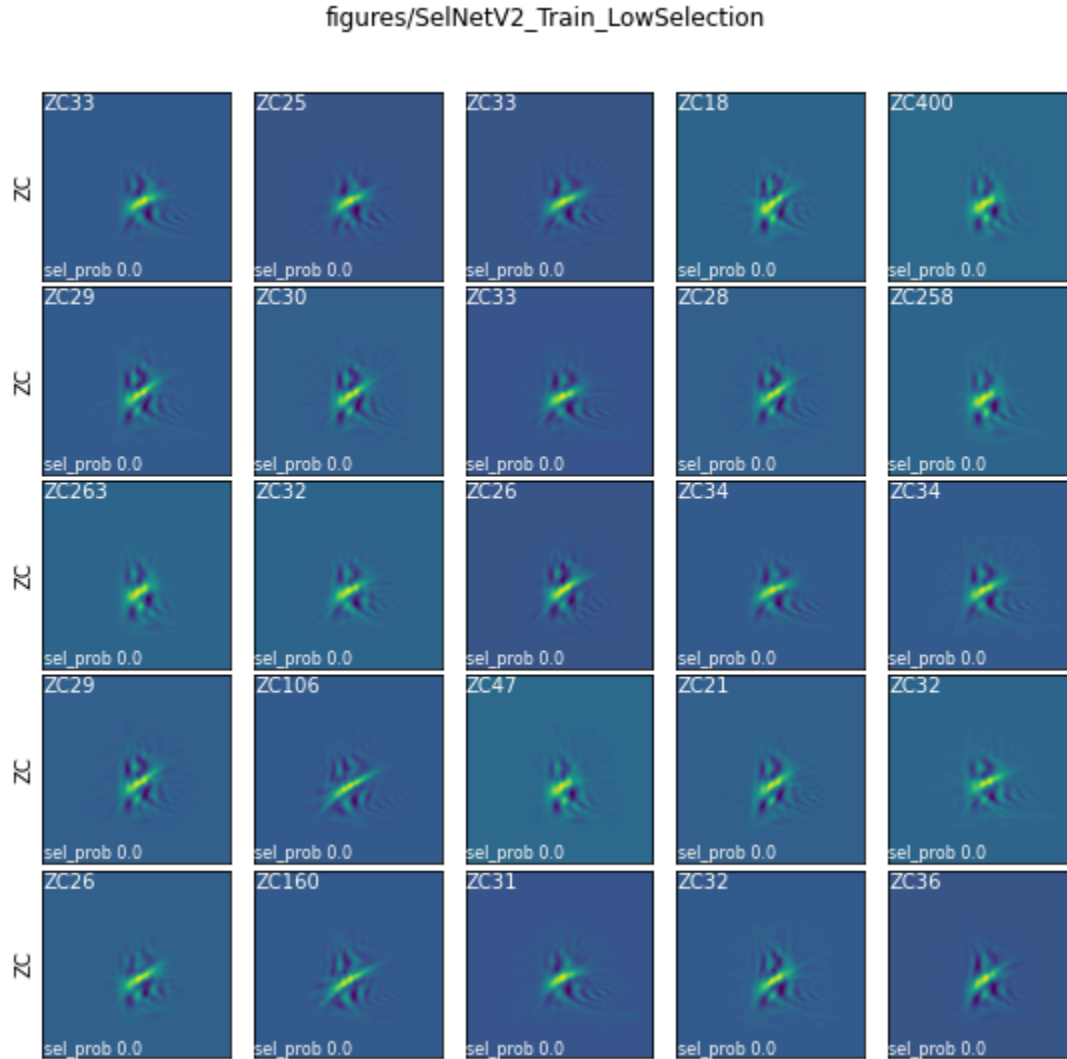 figures/SelNetV2_Train_LowSelection
ZC33 ZC25 ZC33 ZC18 ZC400
ZC
sel_prob 0.0 sel_prob 0.0 sel_prob 0.0 sel_prob 0.0 sel_prob 0.0
ZC29 ZC30 ZC33 ZC28 ZC258
ZC
sel_prob 0.0 sel_prob 0.0 sel_prob 0.0 sel_prob 0.0 sel_prob 0.0
ZC263 ZC32 ZC26 ZC34 ZC34
ZC
sel_prob 0.0 sel_prob 0.0 sel_prob 0.0 sel_prob 0.0 sel_prob 0.0
ZC29 ZC106 ZC47 ZC21 ZC32
ZC
sel_prob 0.0 sel_prob 0.0 sel_prob 0.0 sel_prob 0.0 sel_prob 0.0
ZC26 ZC160 ZC31 ZC32 ZC36
ZC
sel_prob 0.0 sel_prob 0.0 sel_prob 0.0 sel_prob 0.0 sel_prob 0.0